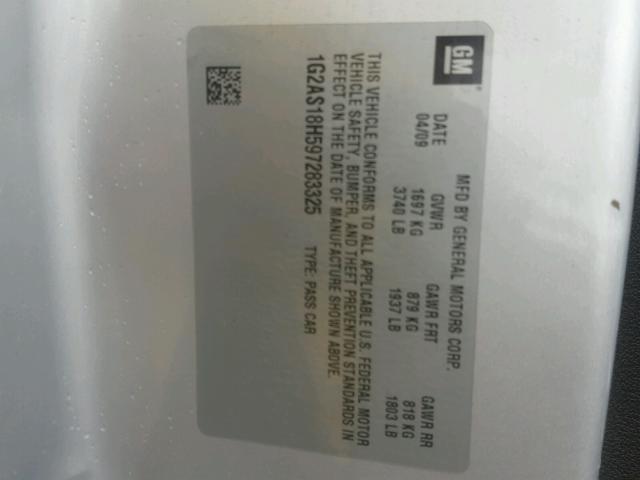 GM
MFD BY GENERAL MOTORS CORP.
DATE GVWR GAWR FRT GAWR RR
04/09 1697 KG 879 KG 818 KG
3740 LB 1937 LB 1803 LB
THIS VEHICLE CONFORMS TO ALL APPLICABLE U.S. FEDERAL MOTOR
VEHICLE SAFETY, BUMPER, AND THEFT PREVENTION STANDARDS IN
EFFECT ON THE DATE OF MANUFACTURE SHOWN ABOVE.
1G2AS18H597283325 TYPE: PASS CAR